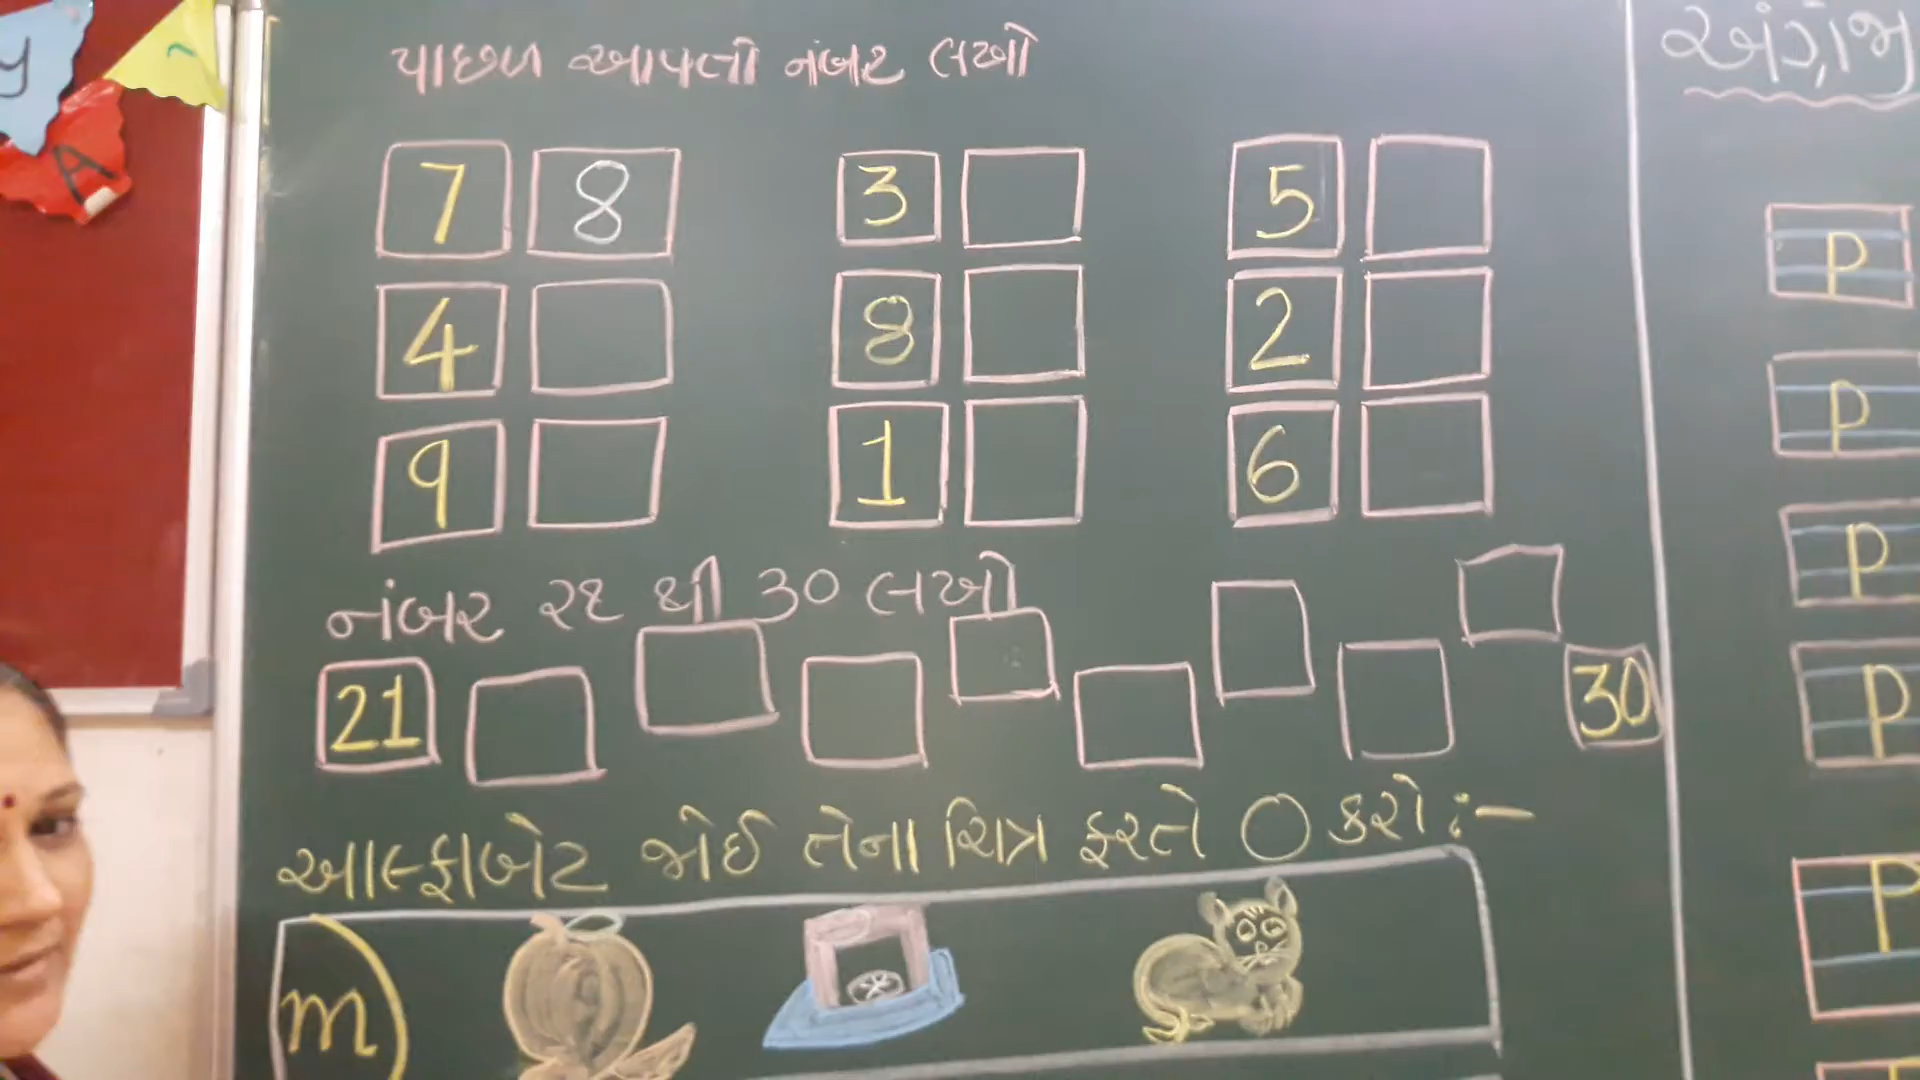 પાછળ આવતો નંબર લખો
7 8 3 5
4 8 2
9 1 6
નંબર ૨૧ થી ૩૦ લખો
21 30
આલ્ફાબેટ જોઈ તેના ચિત્ર ફરતે ○ કરો :-
m
અંગ્રેજી
P
P
P
P
P
y
A